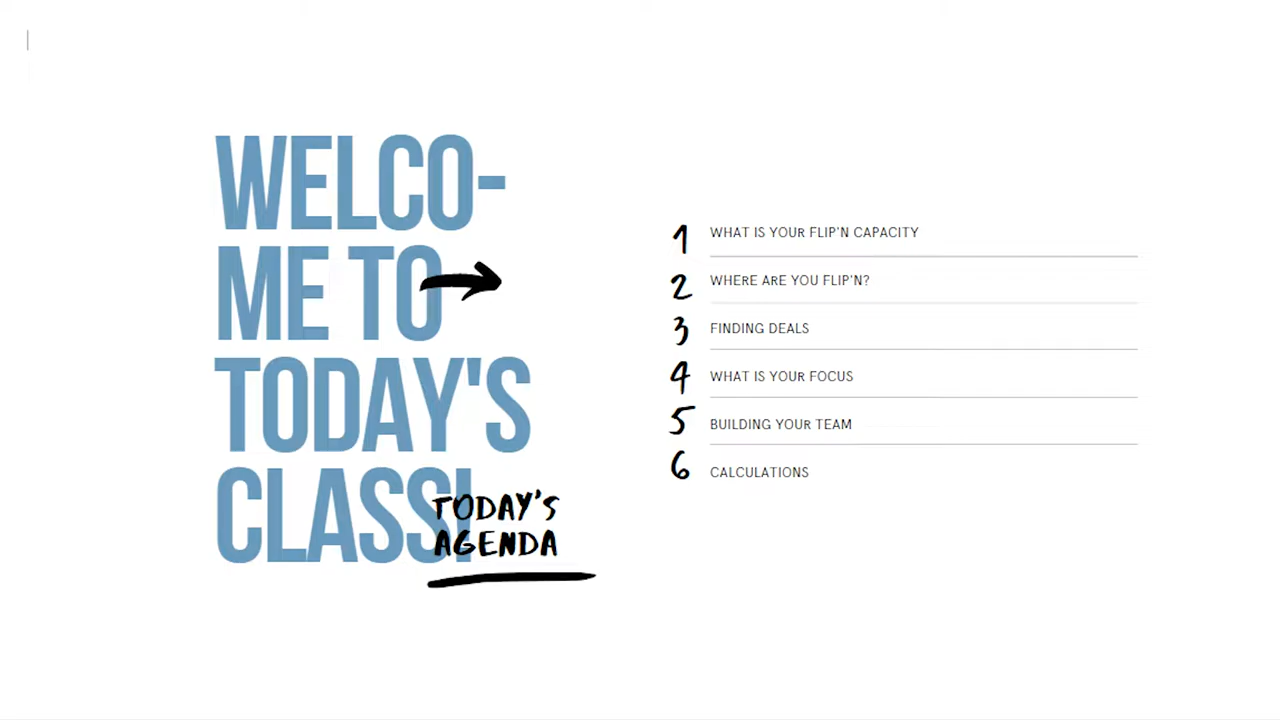 WELCO-
ME TO
TODAY'S
CLASS!
TODAY'S
AGENDA
1 WHAT IS YOUR FLIP'N CAPACITY
2 WHERE ARE YOU FLIP'N?
3 FINDING DEALS
4 WHAT IS YOUR FOCUS
5 BUILDING YOUR TEAM
6 CALCULATIONS